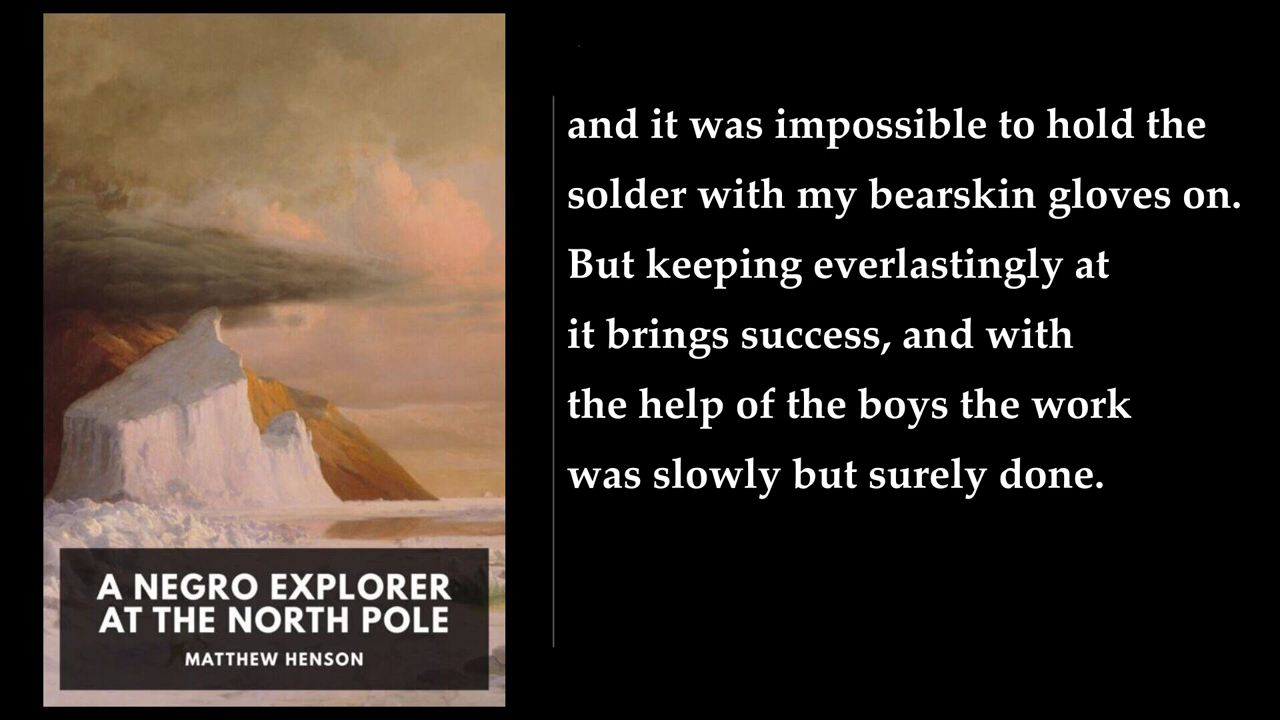 and it was impossible to hold the
solder with my bearskin gloves on.
But keeping everlastingly at
it brings success, and with
the help of the boys the work
was slowly but surely done.
A NEGRO EXPLORER
AT THE NORTH POLE
MATTHEW HENSON